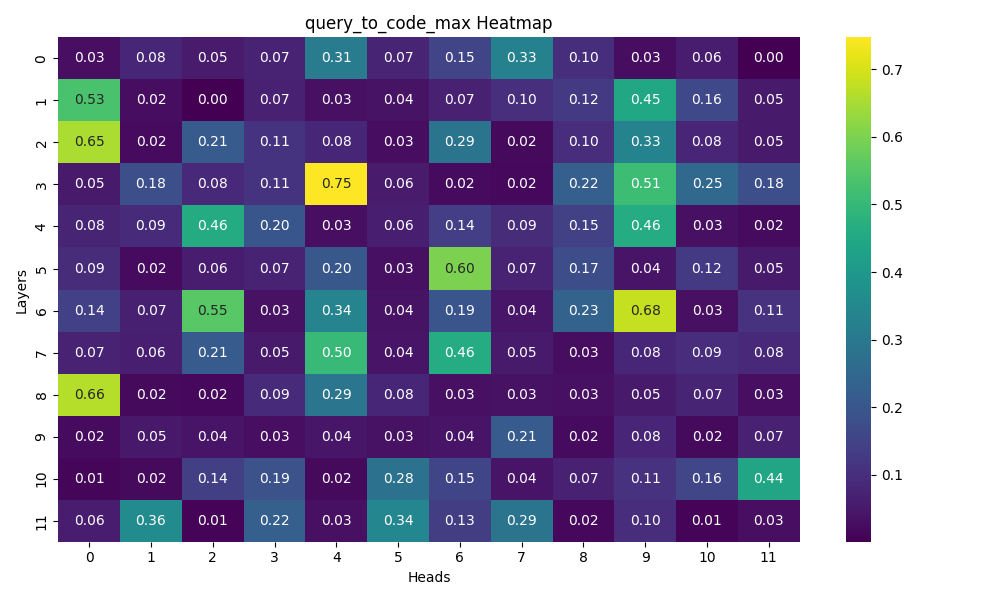 query_to_code_max Heatmap
0 0.03 0.08 0.05 0.07 0.31 0.07 0.15 0.33 0.10 0.03 0.06 0.00
1 0.53 0.02 0.00 0.07 0.03 0.04 0.07 0.10 0.12 0.45 0.16 0.05
2 0.65 0.02 0.21 0.11 0.08 0.03 0.29 0.02 0.10 0.33 0.08 0.05
3 0.05 0.18 0.08 0.11 0.75 0.06 0.02 0.02 0.22 0.51 0.25 0.18
4 0.08 0.09 0.46 0.20 0.03 0.06 0.14 0.09 0.15 0.46 0.03 0.02
5 0.09 0.02 0.06 0.07 0.20 0.03 0.60 0.07 0.17 0.04 0.12 0.05
6 0.14 0.07 0.55 0.03 0.34 0.04 0.19 0.04 0.23 0.68 0.03 0.11
7 0.07 0.06 0.21 0.05 0.50 0.04 0.46 0.05 0.03 0.08 0.09 0.08
8 0.66 0.02 0.02 0.09 0.29 0.08 0.03 0.03 0.03 0.05 0.07 0.03
9 0.02 0.05 0.04 0.03 0.04 0.03 0.04 0.21 0.02 0.08 0.02 0.07
10 0.01 0.02 0.14 0.19 0.02 0.28 0.15 0.04 0.07 0.11 0.16 0.44
11 0.06 0.36 0.01 0.22 0.03 0.34 0.13 0.29 0.02 0.10 0.01 0.03
0 1 2 3 4 5 6 7 8 9 10 11
Heads
Layers
0.7
0.6
0.5
0.4
0.3
0.2
0.1